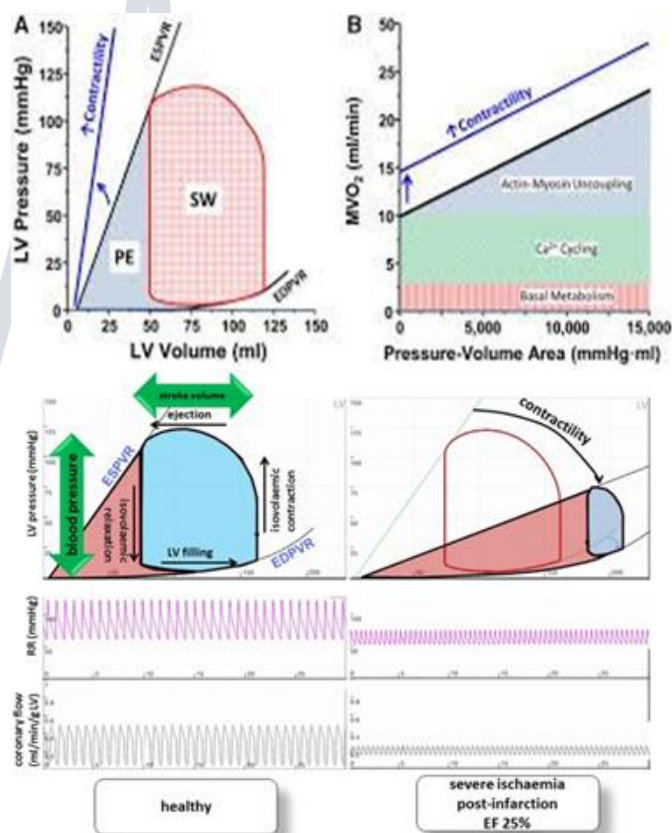 A
LV Pressure (mmHg)
150
125
100
75
50
25
0
0 25 50 75 100 125 150
LV Volume (ml)
↑Contractility
ESPVR
PE
SW
EDPVR
B
MVO₂ (ml/min)
50
25
20
15
10
5
0
0 5,000 10,000 15,000
Pressure-Volume Area (mmHg·ml)
↑ Contractility
Actin-Myosin Uncoupling
Ca²⁺ Cycling
Basal Metabolism
stroke volume
ejection
LV
LV pressure (mmHg)
blood pressure
ESPVR
isovolaemic
relaxation
isovolaemic
contraction
LV filling
EDPVR
LV
contractility
RR (mmHg)
coronary flow
(ml/min/g LV)
healthy
severe ischaemia
post-infarction
EF 25%